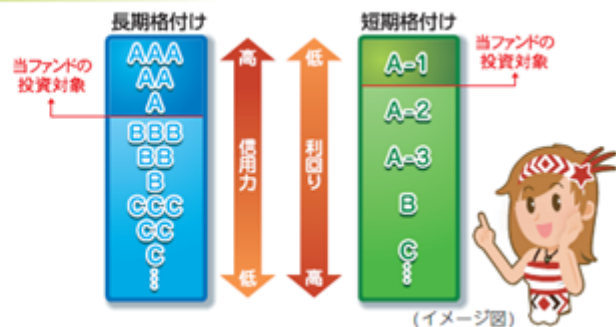 長期格付け
当ファンドの
投資対象
AAA
AA
A
BBB
BB
B
CCC
CC
C
高
信用力
低
低
利回り
高
短期格付け
A-1
A-2
A-3
B
C
当ファンドの
投資対象
(イメージ図)